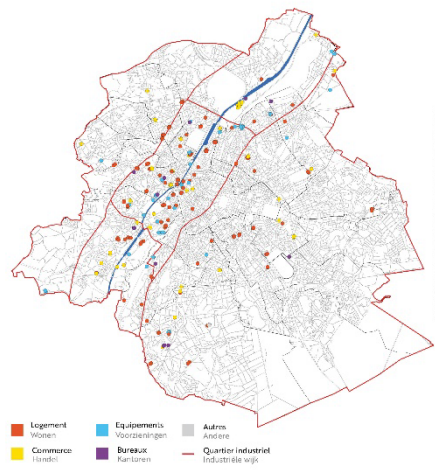 Logement
Wonen
Commerce
Handel
Equipements
Voorzieningen
Bureaux
Kantoren
Autres
Andere
Quartier industriel
Industriële wijk